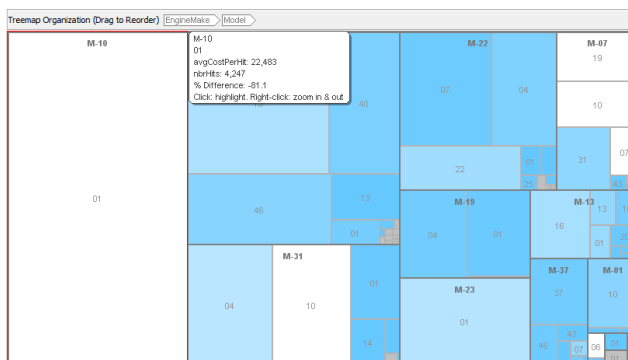 Treemap Organization (Drag to Reorder) EngineMake Model
M-10
01
M-10
01
avgCostPerHit: 22,483
nbrHits: 4,247
% Difference: -81.1
Click: highlight. Right-click: zoom in & out
40
46
13
01
M-31
04
10
01
14
M-22
07
04
22
01
25
M-07
19
10
31
07
43
M-19
04
01
M-13
16
13
01
20
M-23
01
M-37
37
43
46
07
M-01
10
06
01
01